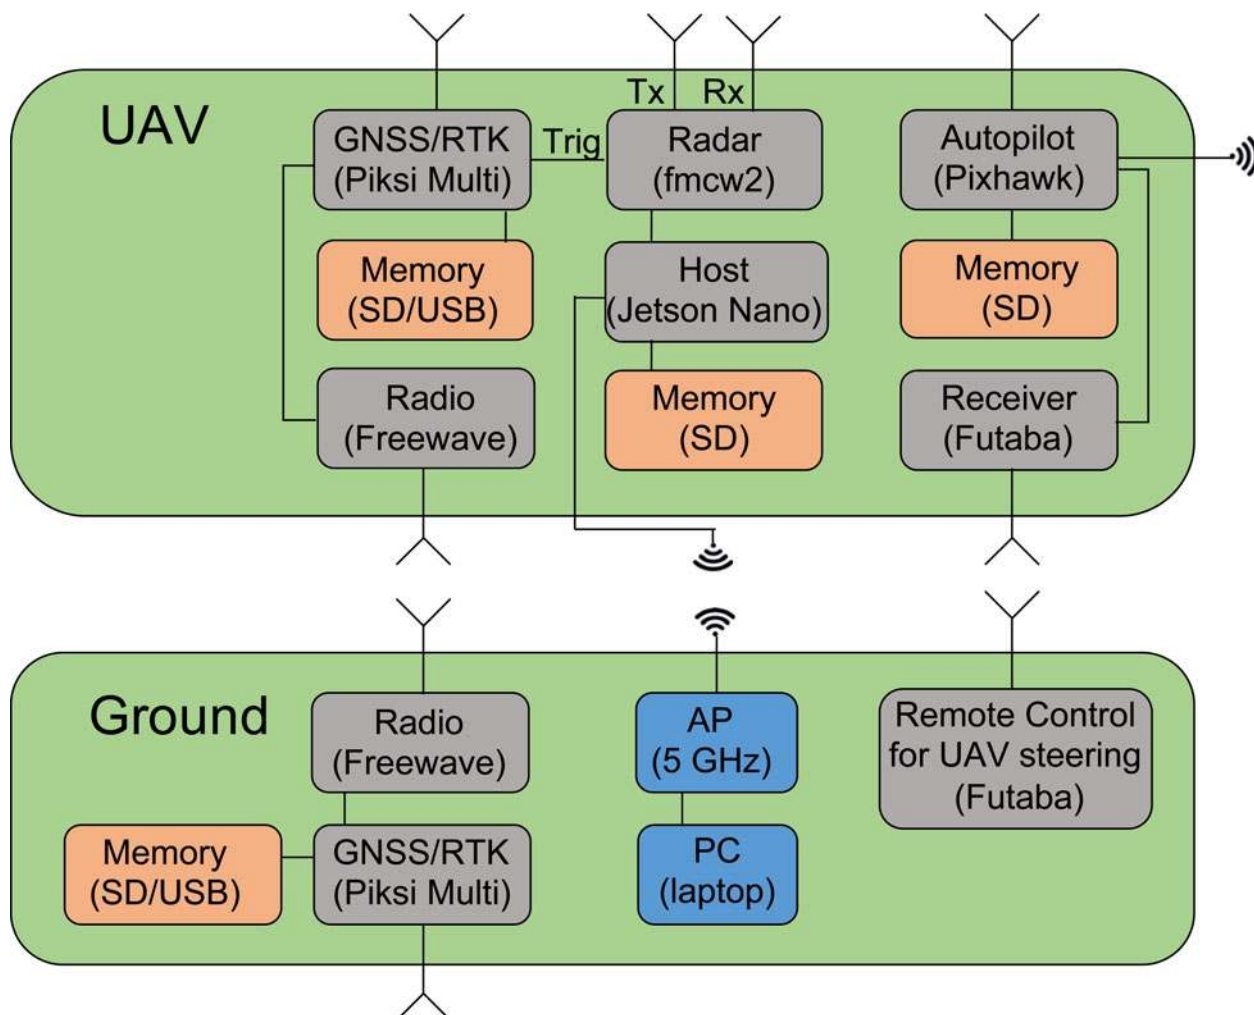 UAV
Tx
Rx
GNSS/RTK
(Piksi Multi)
Trig
Radar
(fmcw2)
Autopilot
(Pixhawk)
Memory
(SD/USB)
Host
(Jetson Nano)
Memory
(SD)
Radio
(Freewave)
Memory
(SD)
Receiver
(Futaba)
Ground
Radio
(Freewave)
AP
(5 GHz)
Remote Control
for UAV steering
(Futaba)
Memory
(SD/USB)
GNSS/RTK
(Piksi Multi)
PC
(laptop)